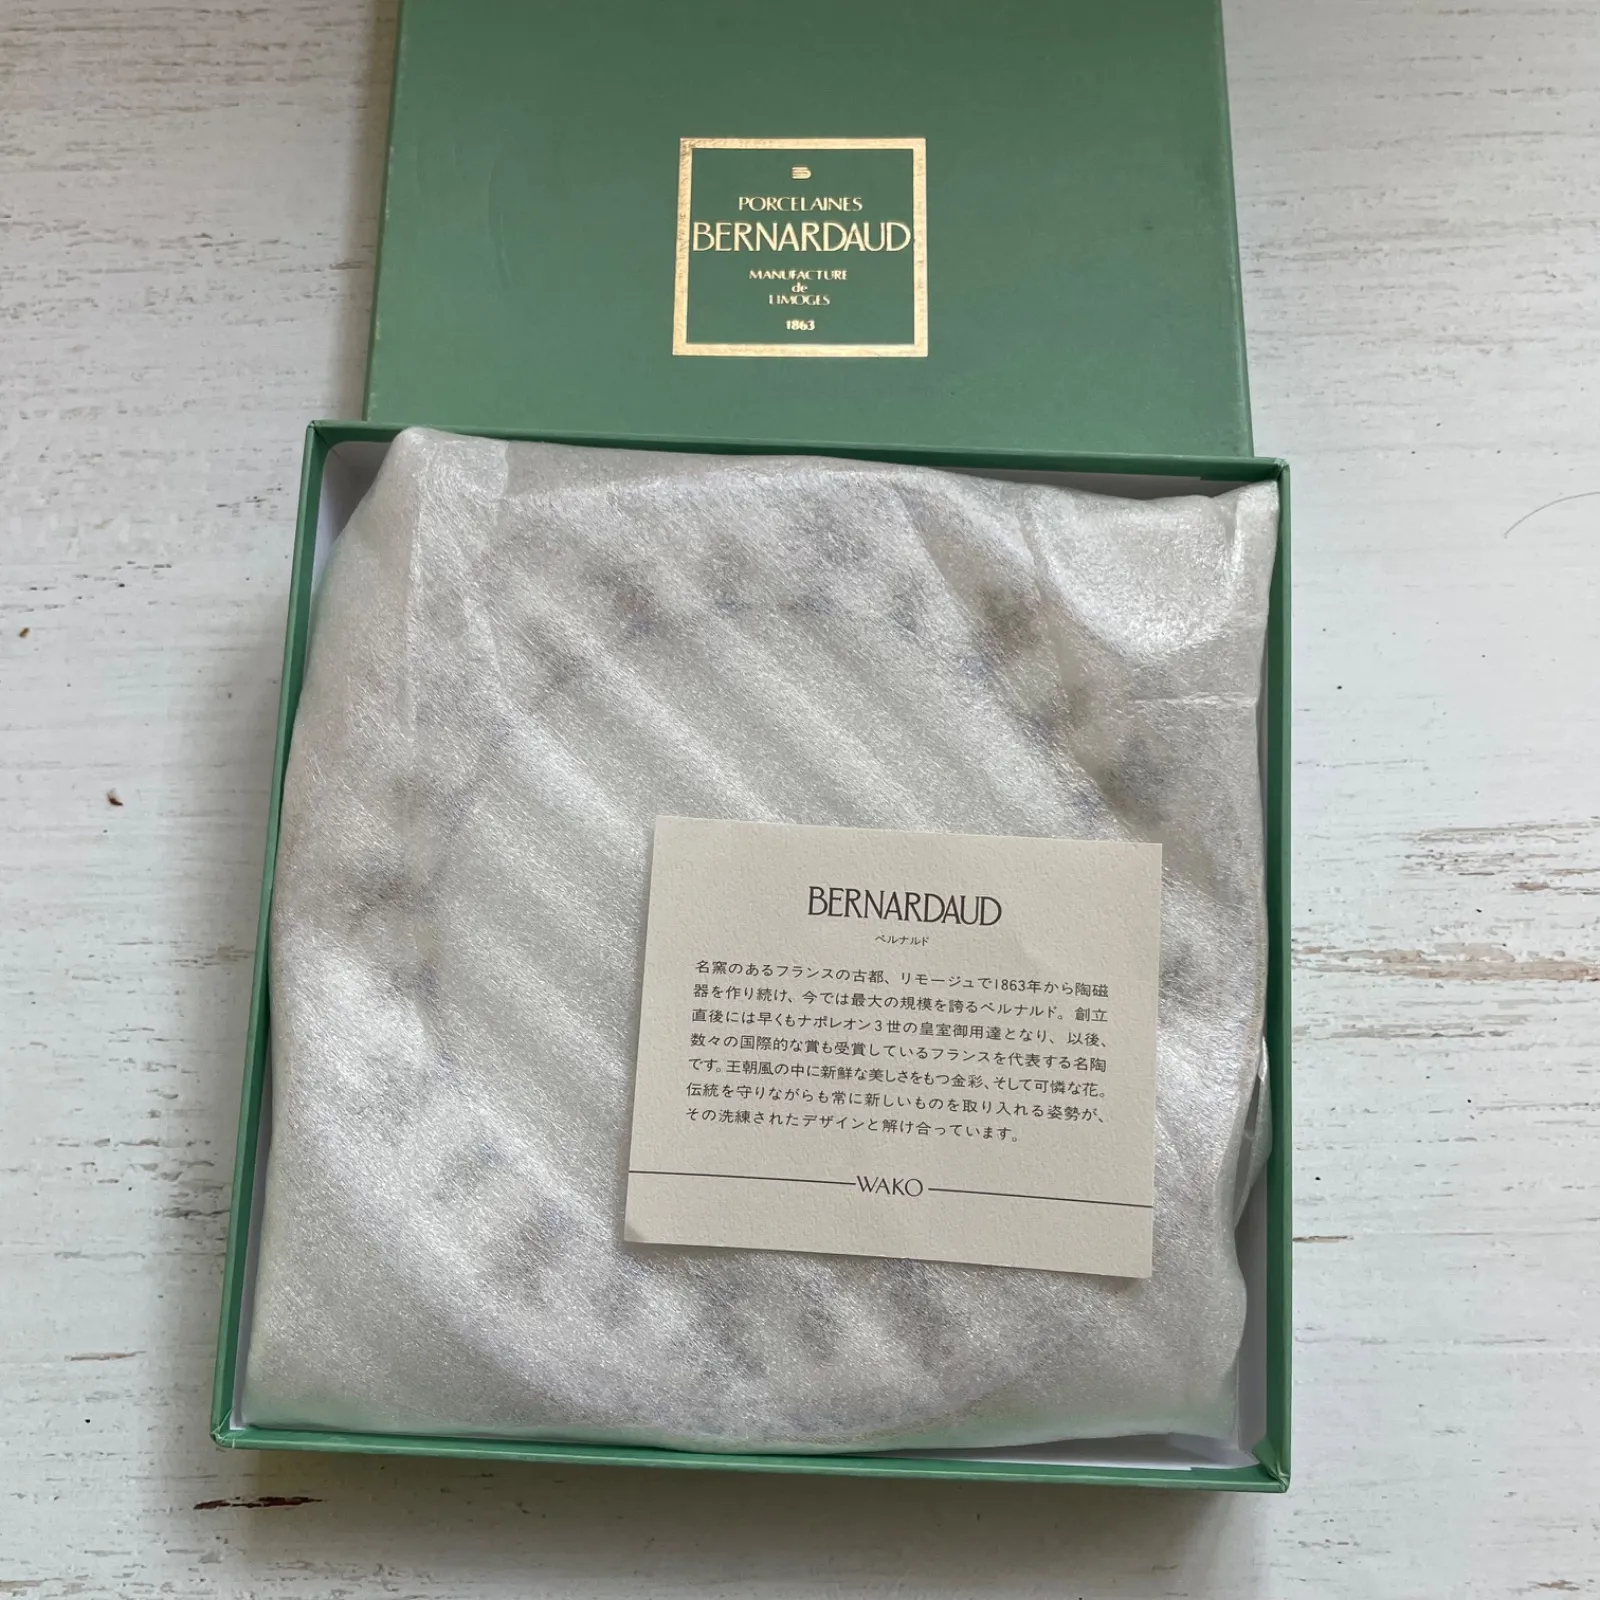 PORCELAINES
BERNARDAUD
MANUFACTURE
de
LIMOGES
1863
BERNARDAUD
ベルナルド
名窯のあるフランスの古都、リモージュで1863年から陶磁
器を作り続け、今では最大の規模を誇るベルナルド。創立
直後には早くもナポレオン3世の皇室御用達となり、以後、
数々の国際的な賞も受賞しているフランスを代表する名陶
です。王朝風の中に新鮮な美しさをもつ金彩、そして可憐な花。
伝統を守りながらも常に新しいものを取り入れる姿勢が、
その洗練されたデザインと解け合っています。
WAKO